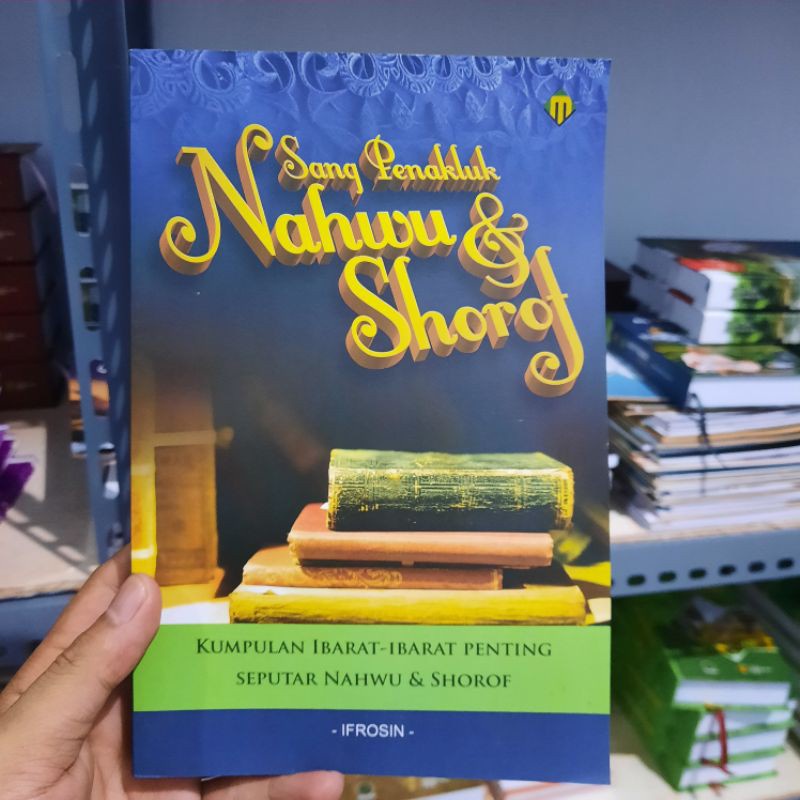 M
Sang Penakluk
Nahwu &
Shorof
KUMPULAN IBARAT-IBARAT PENTING
SEPUTAR NAHWU & SHOROF
- IFROSIN -